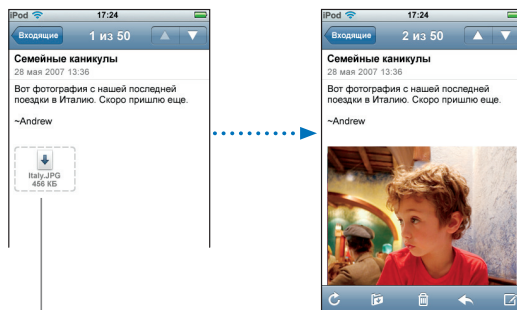 iPod 17:24
Входящие 1 из 50
Семейные каникулы
28 мая 2007 13:36
Вот фотография с нашей последней
поездки в Италию. Скоро пришлю еще.
~Andrew
Italy.JPG
456 КБ
iPod 17:24
Входящие 2 из 50
Семейные каникулы
28 мая 2007 13:36
Вот фотография с нашей последней
поездки в Италию. Скоро пришлю еще.
~Andrew